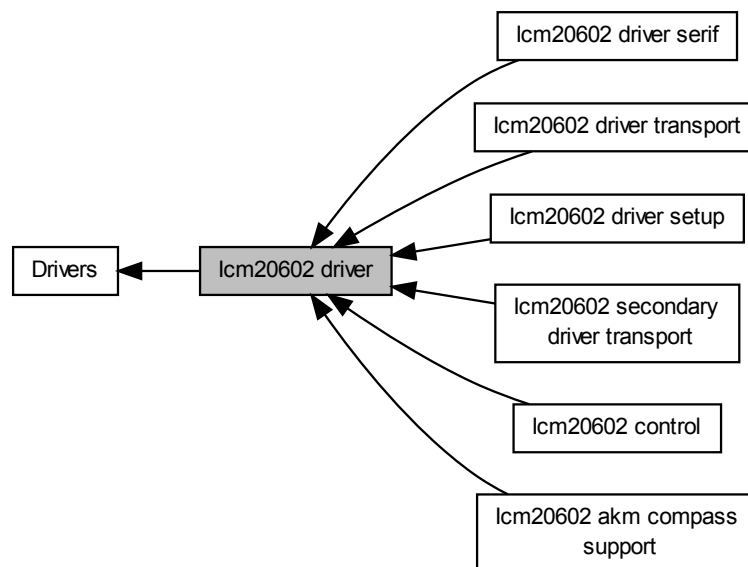 Icm20602 driver serif
Icm20602 driver transport
Icm20602 driver setup
Drivers
Icm20602 driver
Icm20602 secondary
driver transport
Icm20602 control
Icm20602 akm compass
support